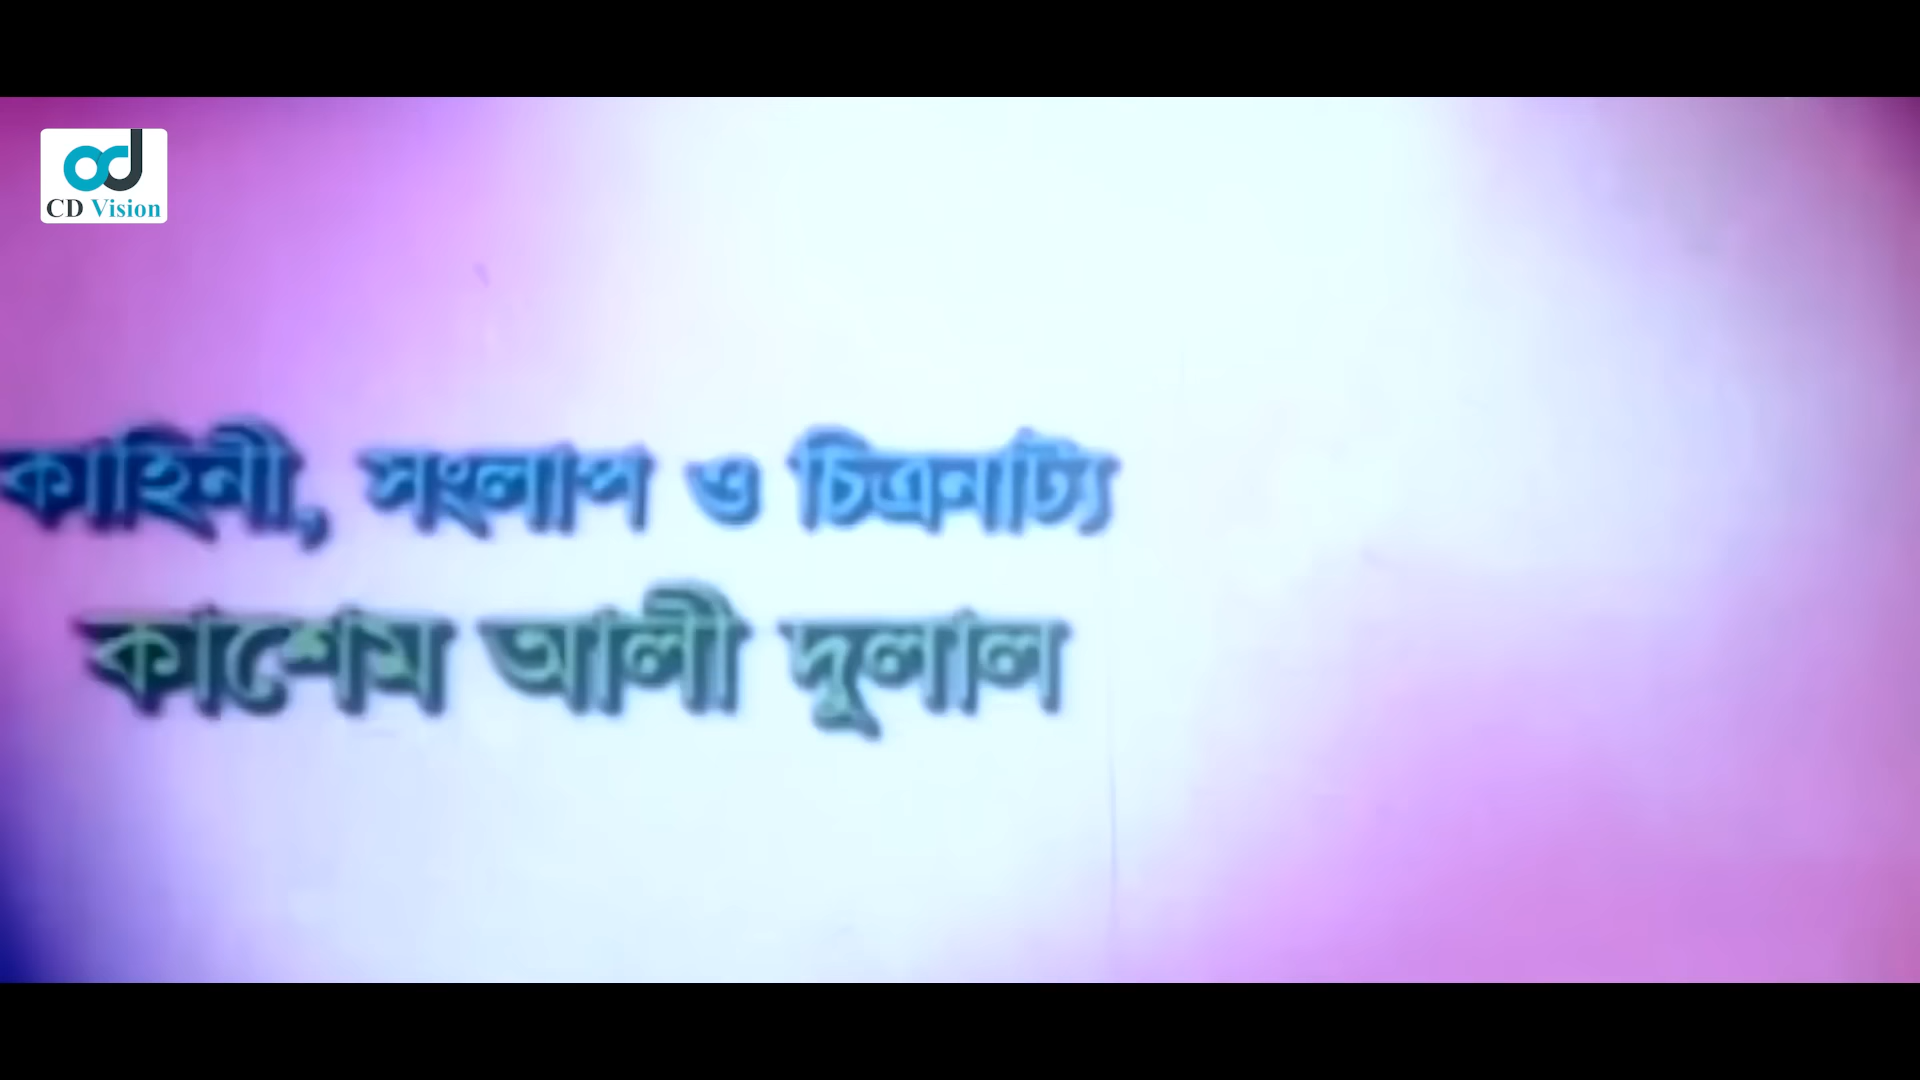 CD Vision
কাহিনী, সংলাপ ও চিত্রনাট্য
কাশেম আলী দুলাল